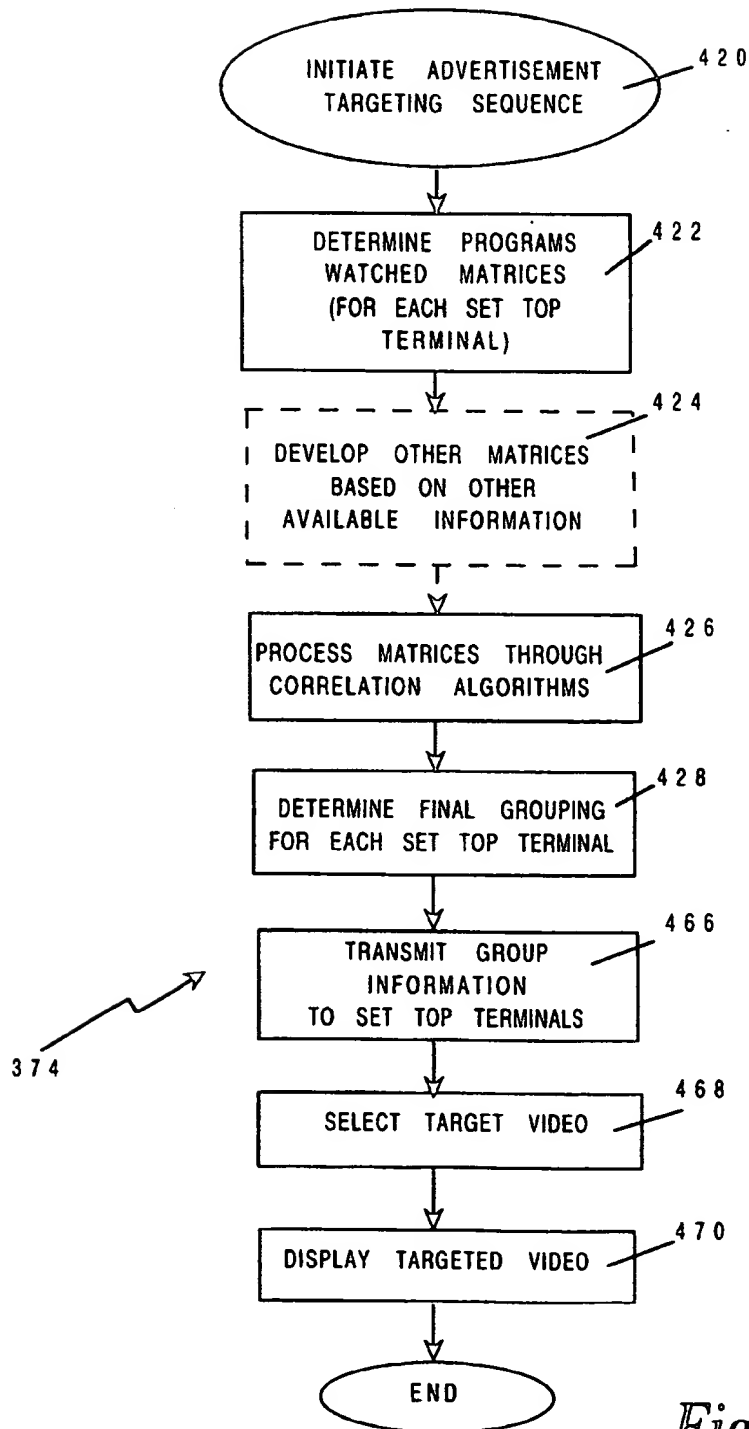 INITIATE ADVERTISEMENT
TARGETING SEQUENCE
420
DETERMINE PROGRAMS
WATCHED MATRICES
(FOR EACH SET TOP
TERMINAL)
422
DEVELOP OTHER MATRICES
BASED ON OTHER
AVAILABLE INFORMATION
424
PROCESS MATRICES THROUGH
CORRELATION ALGORITHMS
426
DETERMINE FINAL GROUPING
FOR EACH SET TOP TERMINAL
428
TRANSMIT GROUP
INFORMATION
TO SET TOP TERMINALS
466
374
SELECT TARGET VIDEO
468
DISPLAY TARGETED VIDEO
470
END